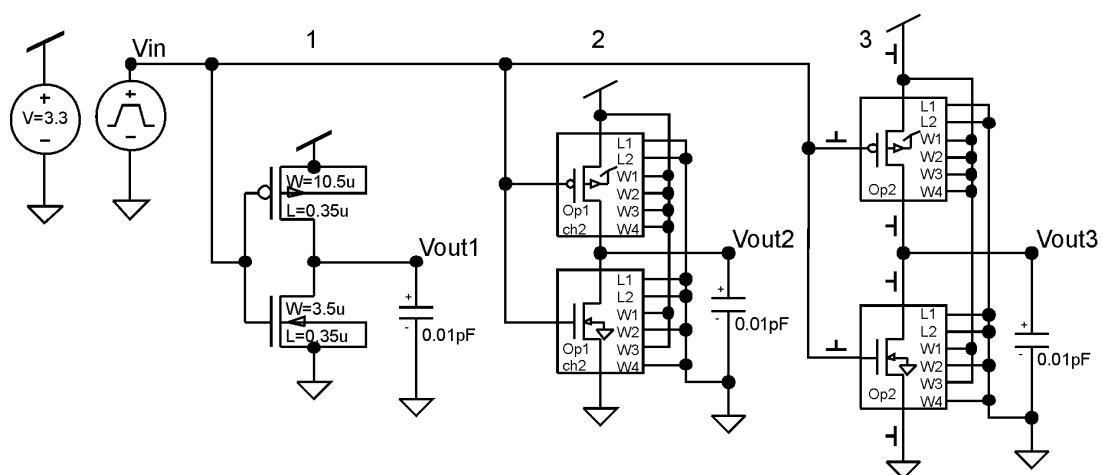 1
2
3
Vin
+
V=3.3
−
+
−
W=10.5u
L=0.35u
W=3.5u
L=0.35u
Vout1
+
-
0.01pF
L1
L2
W1
W2
W3
W4
Op1
ch2
Vout2
L1
L2
W1
W2
W3
W4
Op1
ch2
+
-
0.01pF
L1
L2
W1
W2
W3
W4
Op2
Vout3
L1
L2
W1
W2
W3
W4
Op2
+
-
0.01pF